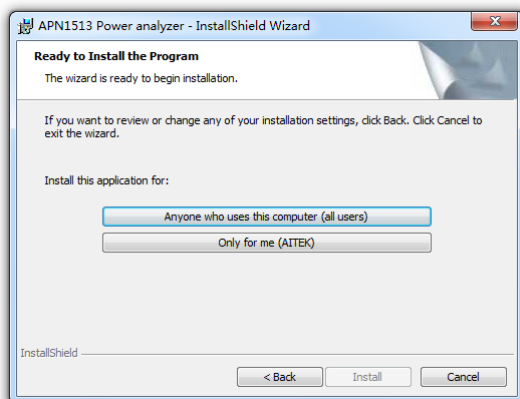 APN1513 Power analyzer - InstallShield Wizard
Ready to Install the Program
The wizard is ready to begin installation.
If you want to review or change any of your installation settings, click Back. Click Cancel to
exit the wizard.
Install this application for:
Anyone who uses this computer (all users)
Only for me (AITEK)
InstallShield
< Back
Install
Cancel